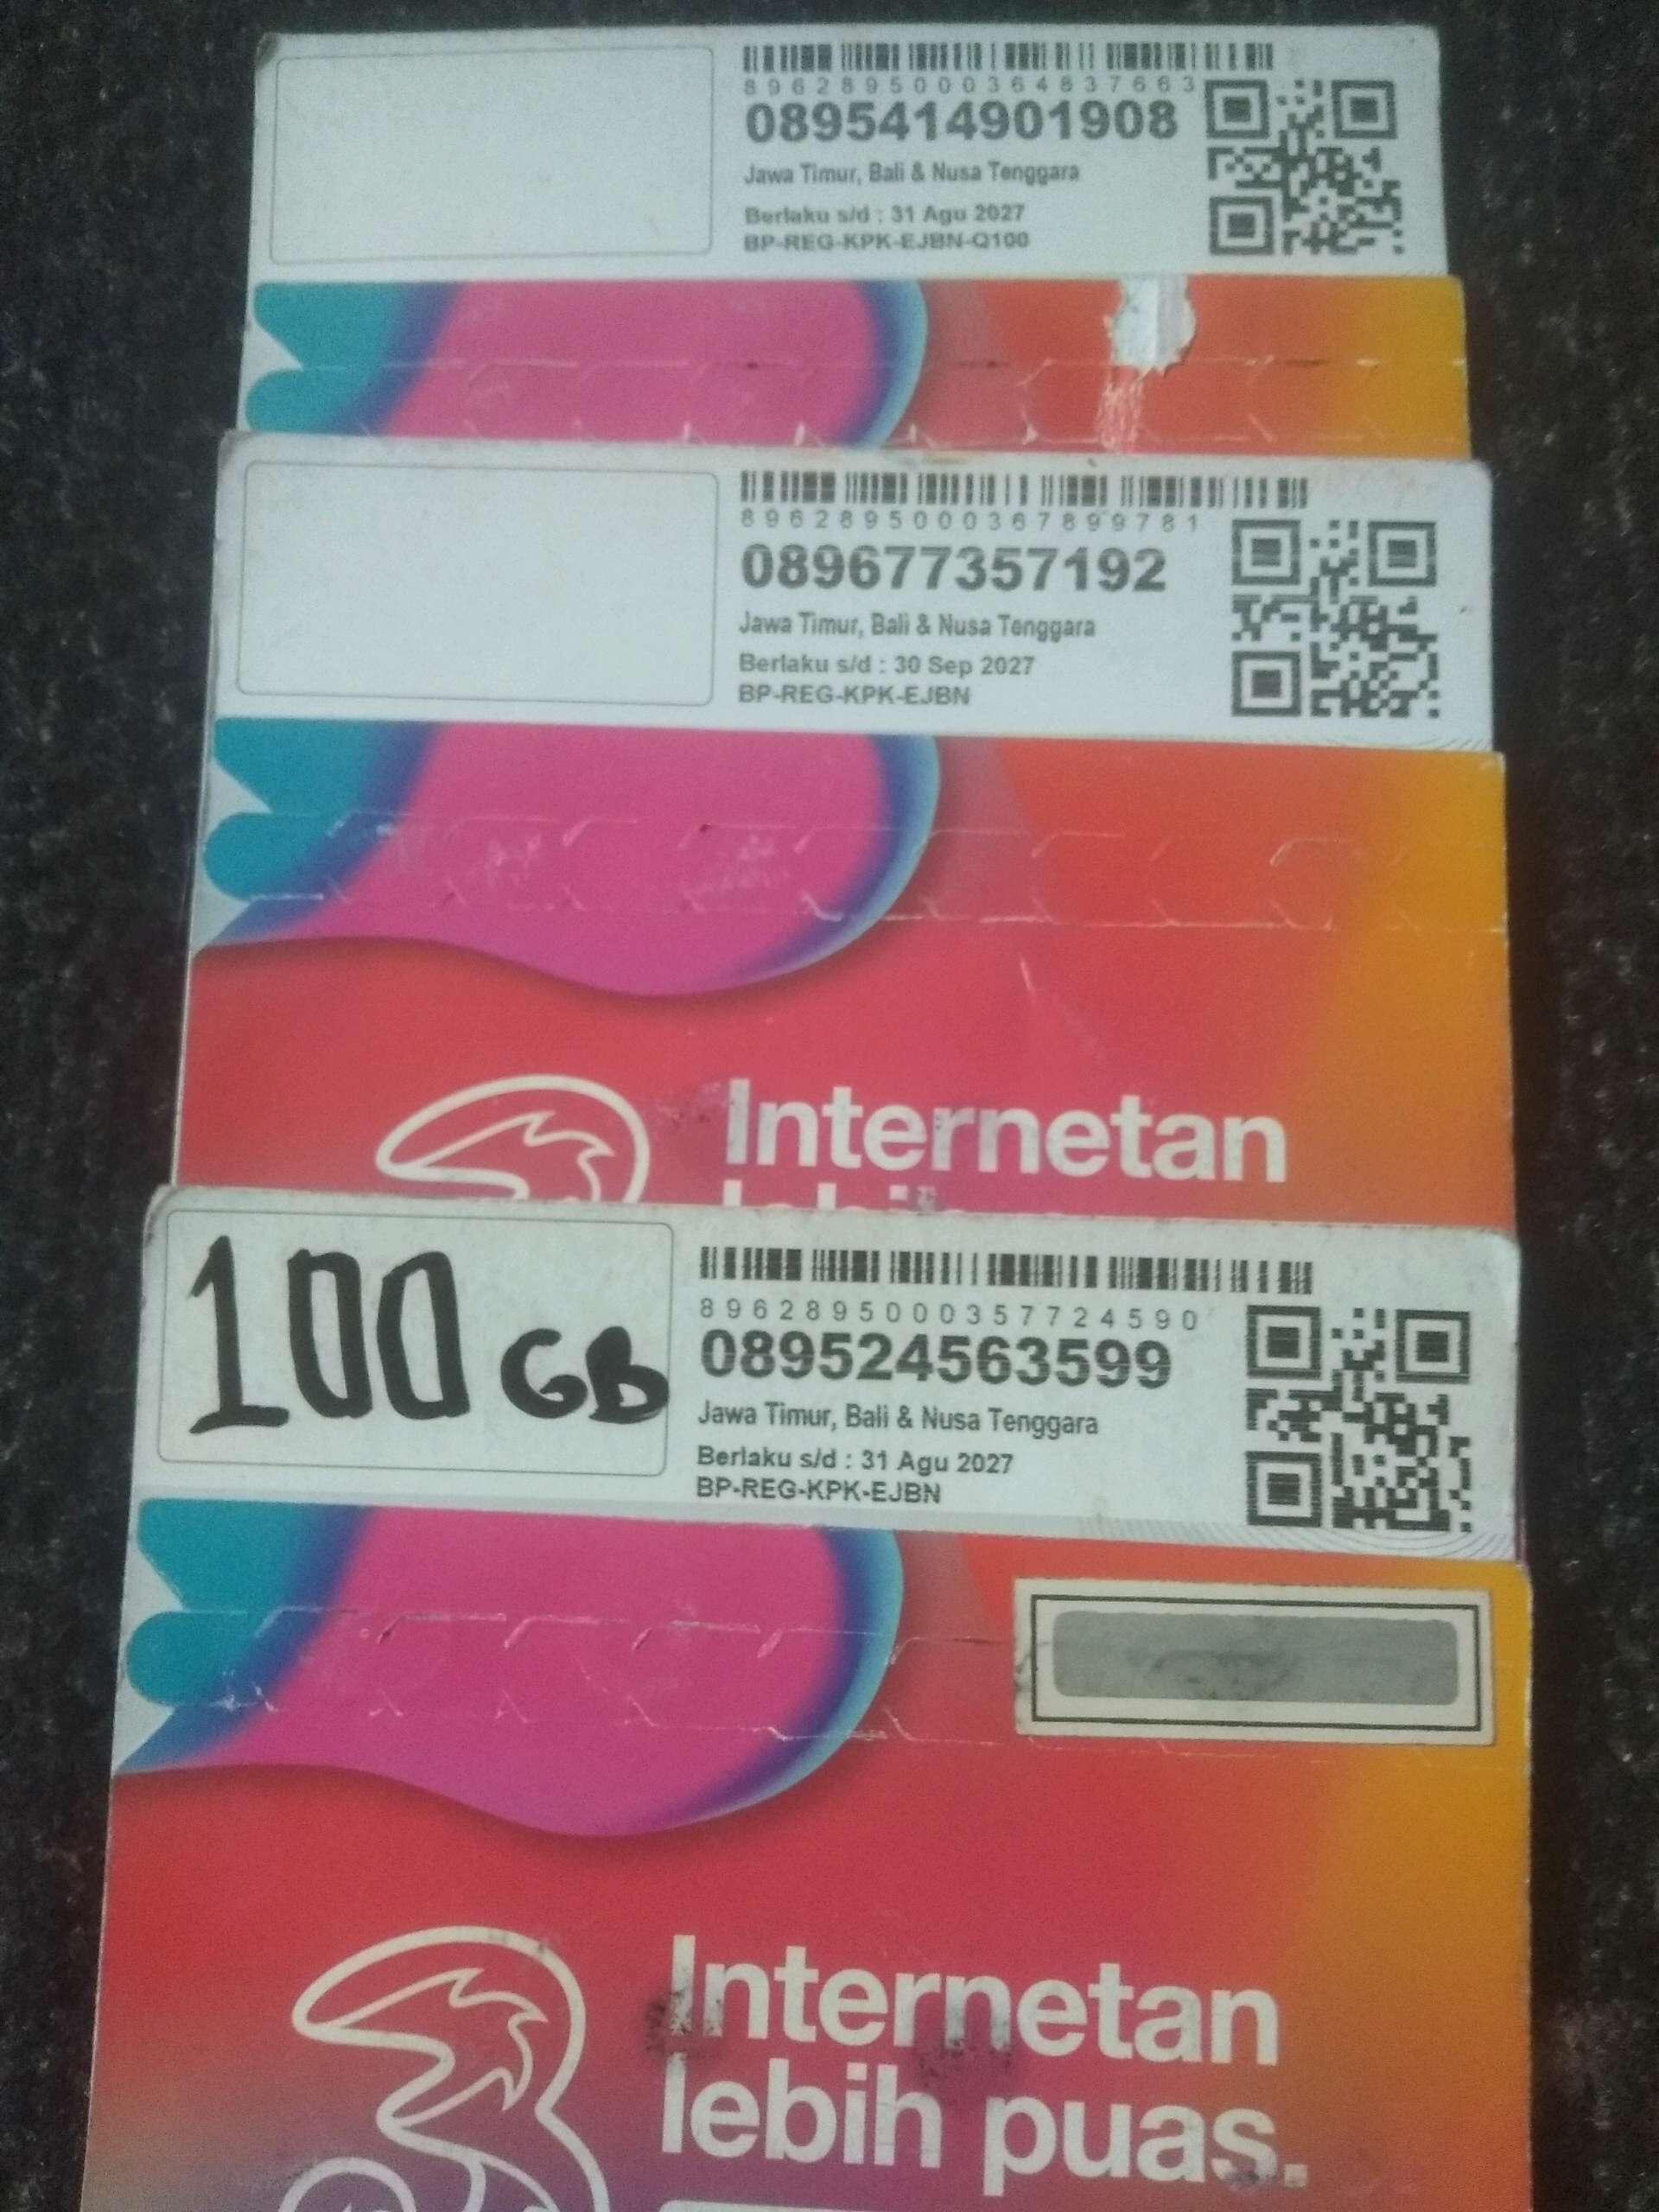 8962895000364837663
0895414901908
Jawa Timur, Bali & Nusa Tenggara
Berlaku s/d : 31 Agu 2027
BP-REG-KPK-EJBN-Q100
8962895000367899781
089677357192
Jawa Timur, Bali & Nusa Tenggara
Berlaku s/d : 30 Sep 2027
BP-REG-KPK-EJBN
Internetan
100 GB
8962895000357724590
089524563599
Jawa Timur, Bali & Nusa Tenggara
Berlaku s/d : 31 Agu 2027
BP-REG-KPK-EJBN
Internetan
lebih puas.